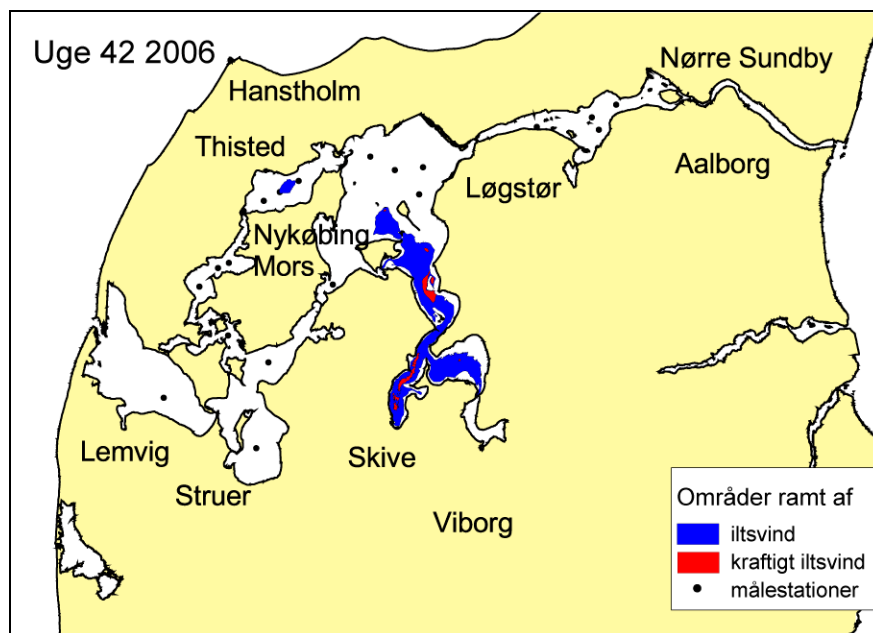 Uge 42 2006
Nørre Sundby
Hanstholm
Thisted
Aalborg
Løgstør
Nykøbing
Mors
Lemvig
Skive
Struer
Viborg
Områder ramt af
iltsvind
kraftigt iltsvind
målestationer